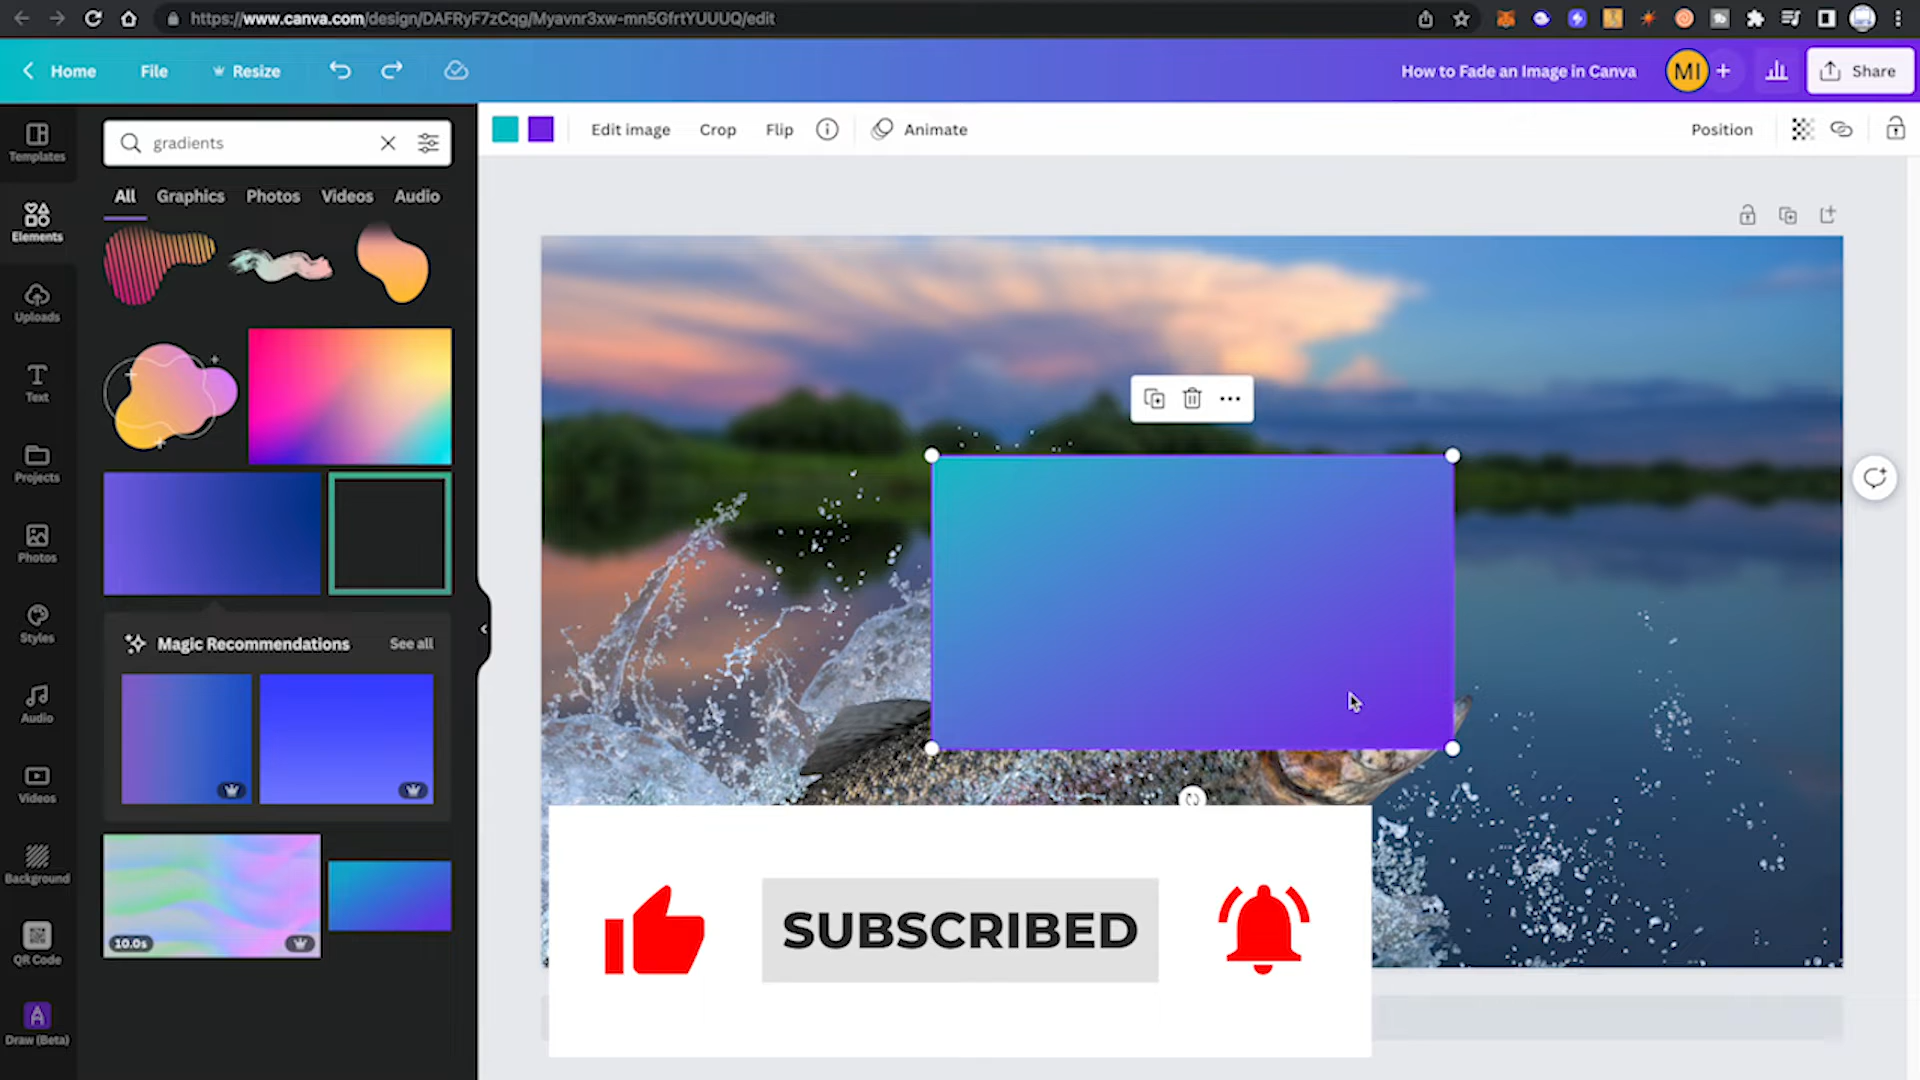 https://www.canva.com/design/DAFRyF7zCqg/Myavnr3xw-mn5GfrtYUUUQ/edit
Home
File
Resize
How to Fade an Image in Canva
MI
Share
Templates
Elements
Uploads
Text
Projects
Photos
Styles
Audio
Videos
Background
QR Code
Draw (Beta)
gradients
All
Graphics
Photos
Videos
Audio
Magic Recommendations
See all
10.0s
Edit image
Crop
Flip
Animate
Position
SUBSCRIBED